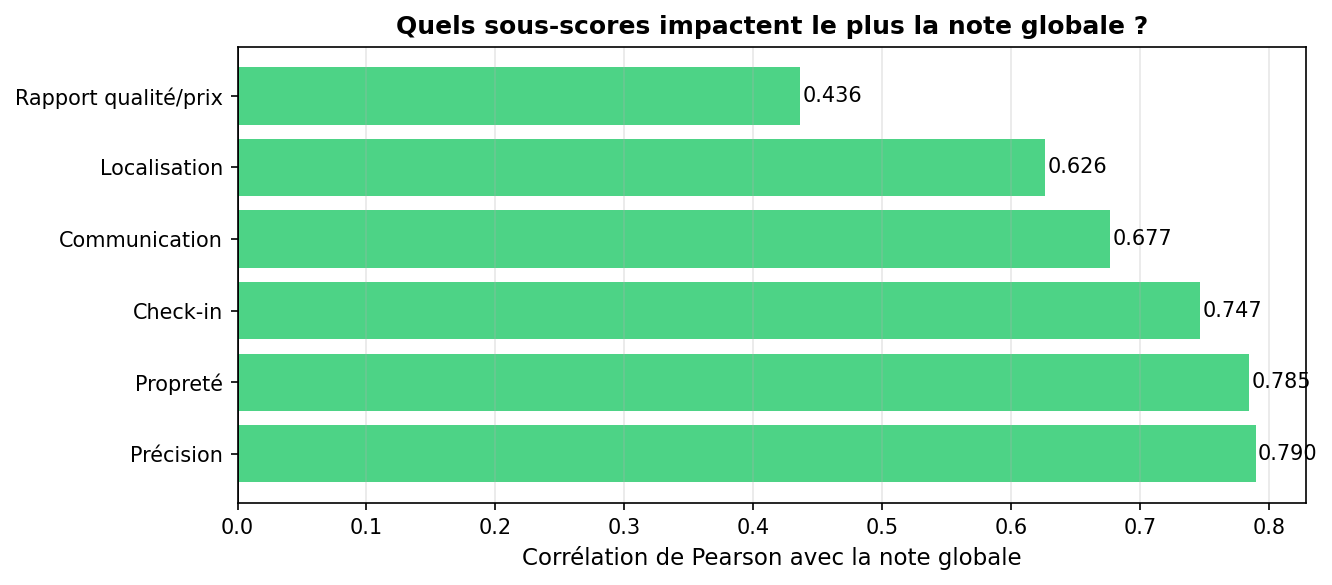 Quels sous-scores impactent le plus la note globale ?
Rapport qualité/prix
0.436
Localisation
0.626
Communication
0.677
Check-in
0.747
Propreté
0.785
Précision
0.790
0.0 0.1 0.2 0.3 0.4 0.5 0.6 0.7 0.8
Corrélation de Pearson avec la note globale